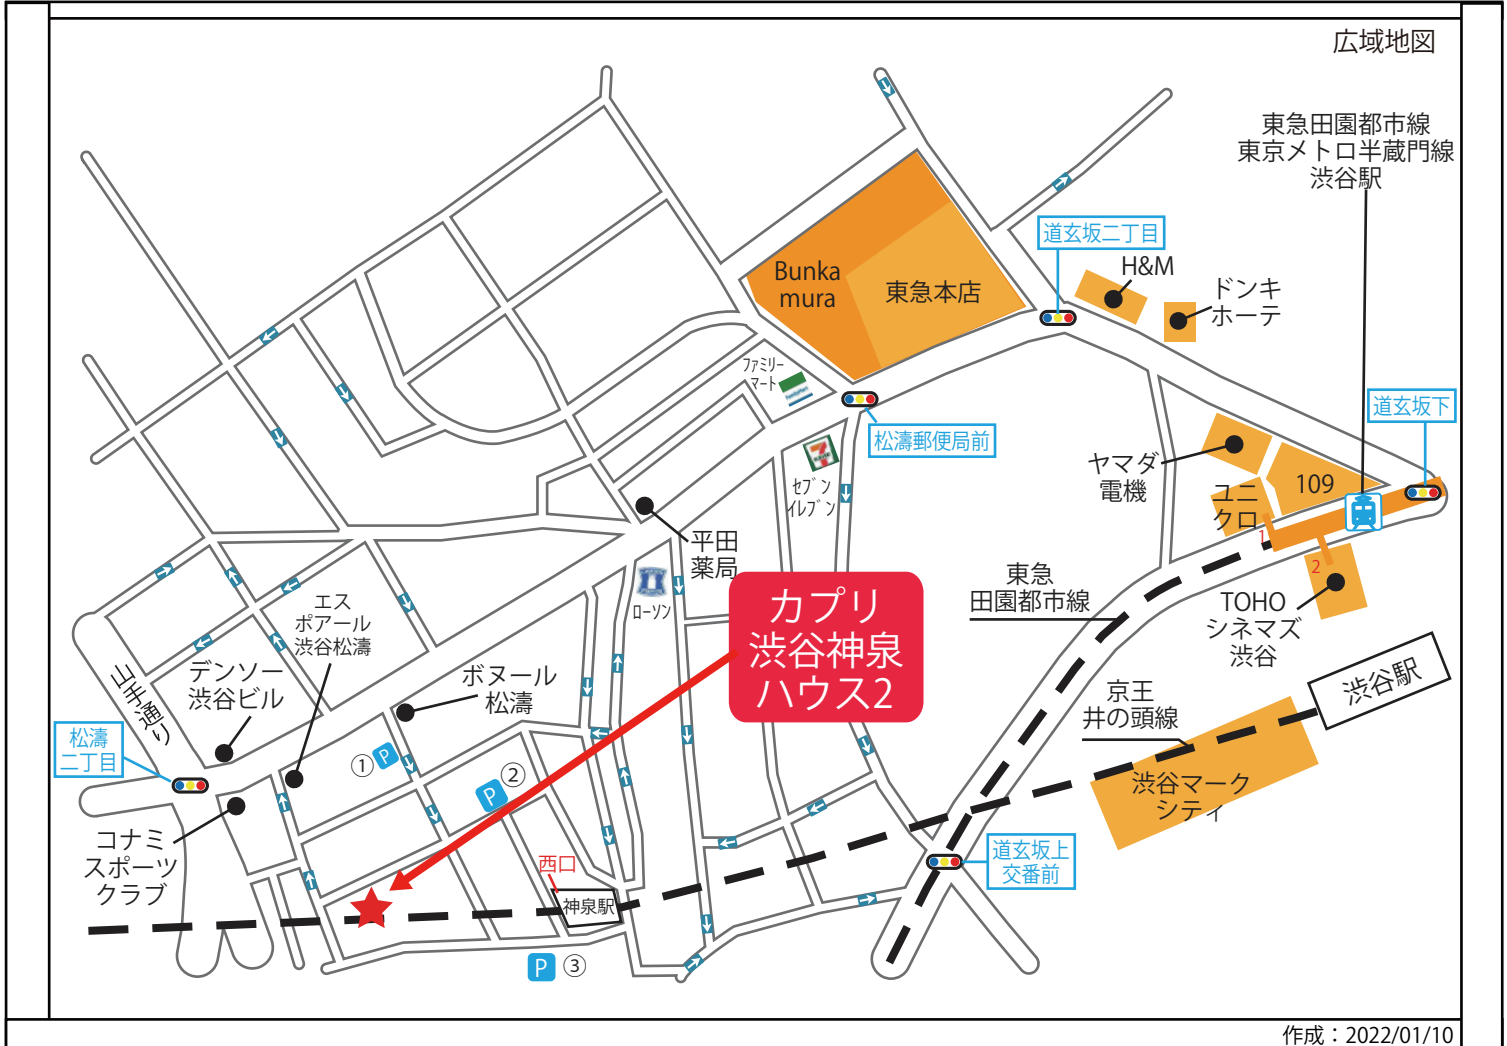 広域地図
東急田園都市線
東京メトロ半蔵門線
渋谷駅
道玄坂二丁目
H&M
ドンキ
ホーテ
Bunka
mura
東急本店
ファミリー
マート
FamilyMart
松濤郵便局前
道玄坂下
セブン
イレブン
ヤマダ
電機
ユニ
クロ
109
1
2
平田
薬局
ローソン
カプリ
渋谷神泉
ハウス2
東急
田園都市線
TOHO
シネマズ
渋谷
エス
ポアール
渋谷松濤
デンソー
渋谷ビル
山手通り
ボヌール
松濤
京王
井の頭線
渋谷駅
松濤
二丁目
① P
P ②
渋谷マーク
シティ
コナミ
スポーツ
クラブ
西口
神泉駅
道玄坂上
交番前
P ③
作成：2022/01/10